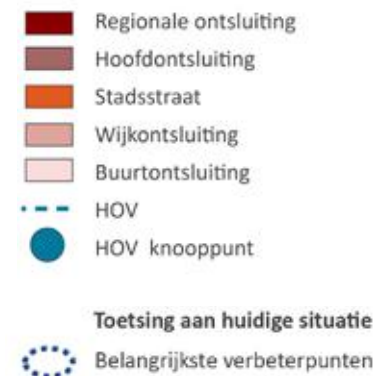 Regionale ontsluiting
Hoofdontsluiting
Stadsstraat
Wijkontsluiting
Buurtontsluiting
HOV
HOV knooppunt
Toetsing aan huidige situatie
Belangrijkste verbeterpunten